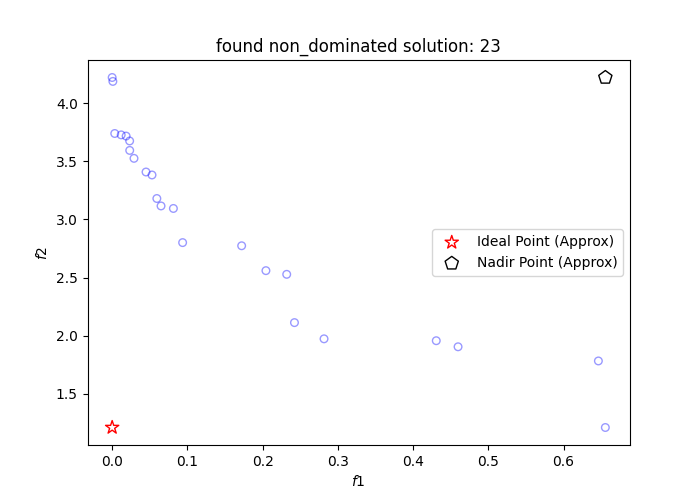 found non_dominated solution: 23
4.0
3.5
3.0
2.5
2.0
1.5
f2
Ideal Point (Approx)
Nadir Point (Approx)
0.0 0.1 0.2 0.3 0.4 0.5 0.6
f1